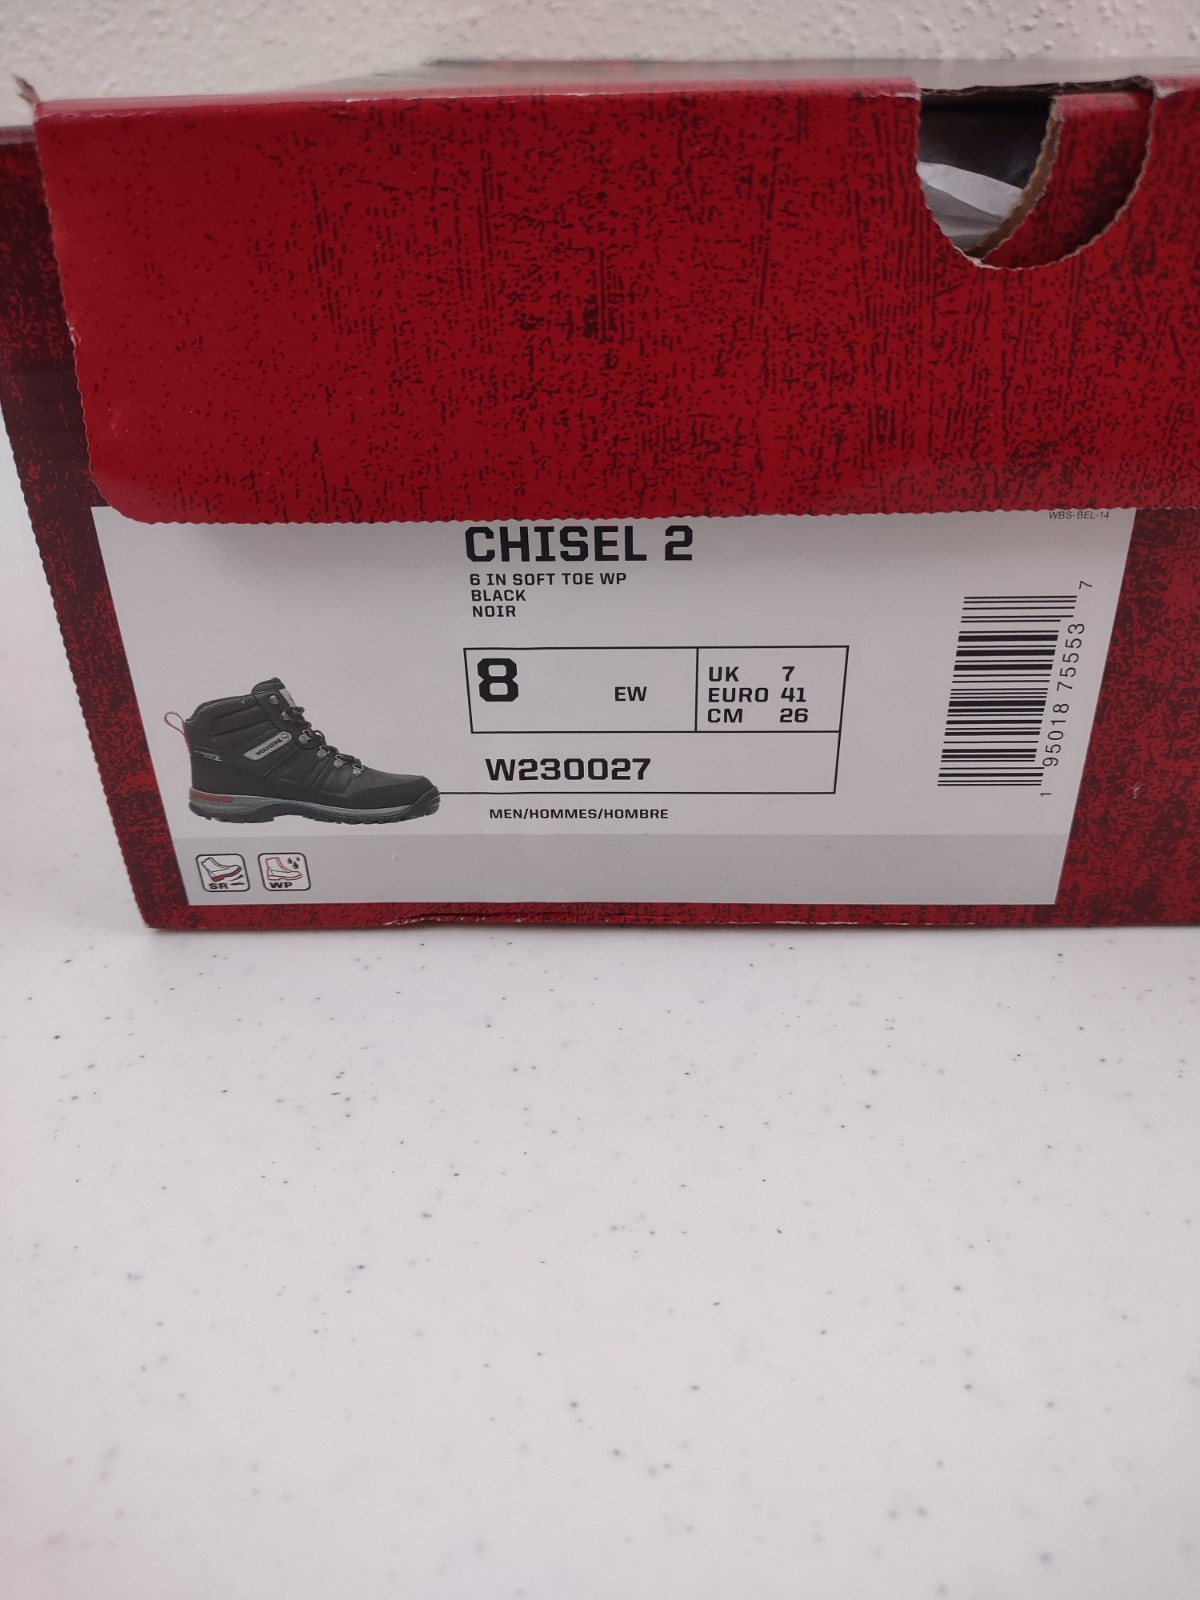 WBS-BEL-14
CHISEL 2
6 IN SOFT TOE WP
BLACK
NOIR
8 EW
UK 7
EURO 41
CM 26
W230027
MEN/HOMMES/HOMBRE
WOLVERINE
SR
WP
1 95018 75553 7